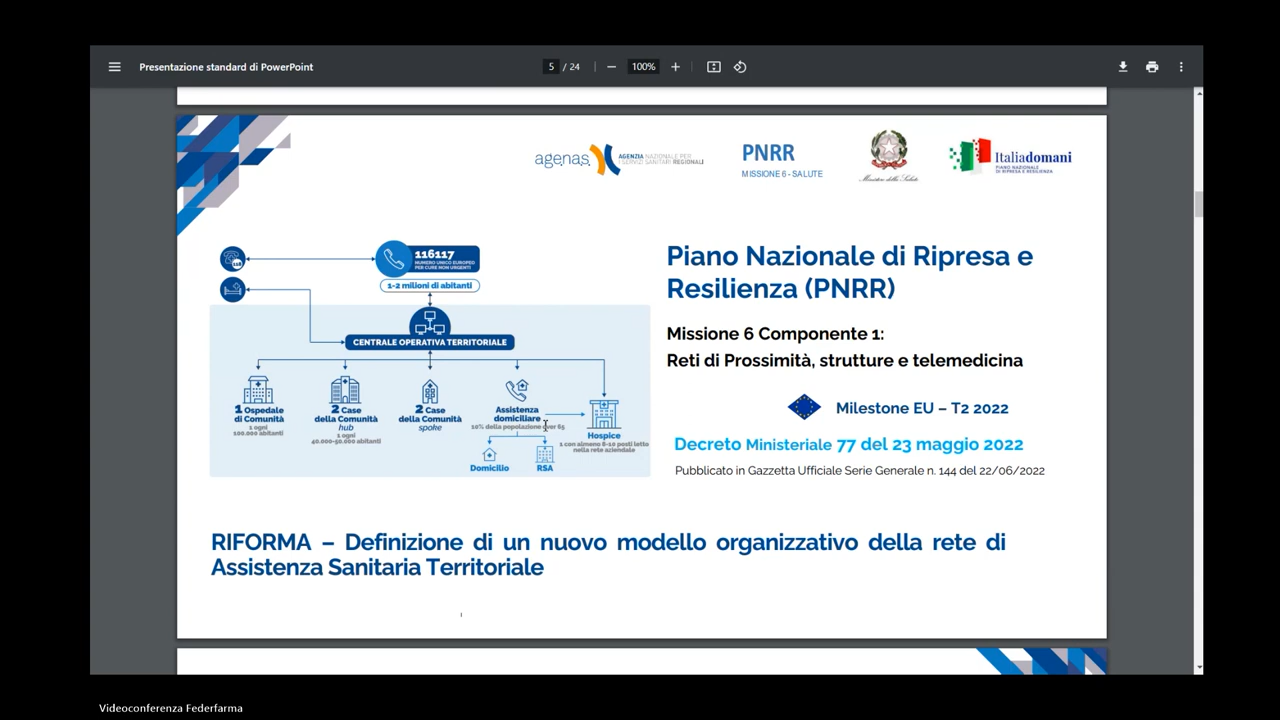 Presentazione standard di PowerPoint
5 / 24
100%
agenas
AGENZIA NAZIONALE PER
I SERVIZI SANITARI REGIONALI
PNRR
MISSIONE 6 - SALUTE
Ministero della Salute
Italiadomani
PIANO NAZIONALE
DI RIPRESA E RESILIENZA
116117
NUMERO UNICO EUROPEO
PER CURE NON URGENTI
1-2 milioni di abitanti
CENTRALE OPERATIVA TERRITORIALE
1 Ospedale
di Comunità
1 ogni
100.000 abitanti
2 Case
della Comunità
hub
1 ogni
40.000-50.000 abitanti
2 Case
della Comunità
spoke
Assistenza
domiciliare
10% della popolazione over 65
Domicilio
RSA
Hospice
1 con almeno 8-10 posti letto
nella rete aziendale
Piano Nazionale di Ripresa e
Resilienza (PNRR)
Missione 6 Componente 1:
Reti di Prossimità, strutture e telemedicina
Milestone EU – T2 2022
Decreto Ministeriale 77 del 23 maggio 2022
Pubblicato in Gazzetta Ufficiale Serie Generale n. 144 del 22/06/2022
RIFORMA – Definizione di un nuovo modello organizzativo della rete di
Assistenza Sanitaria Territoriale
Videoconferenza Federfarma